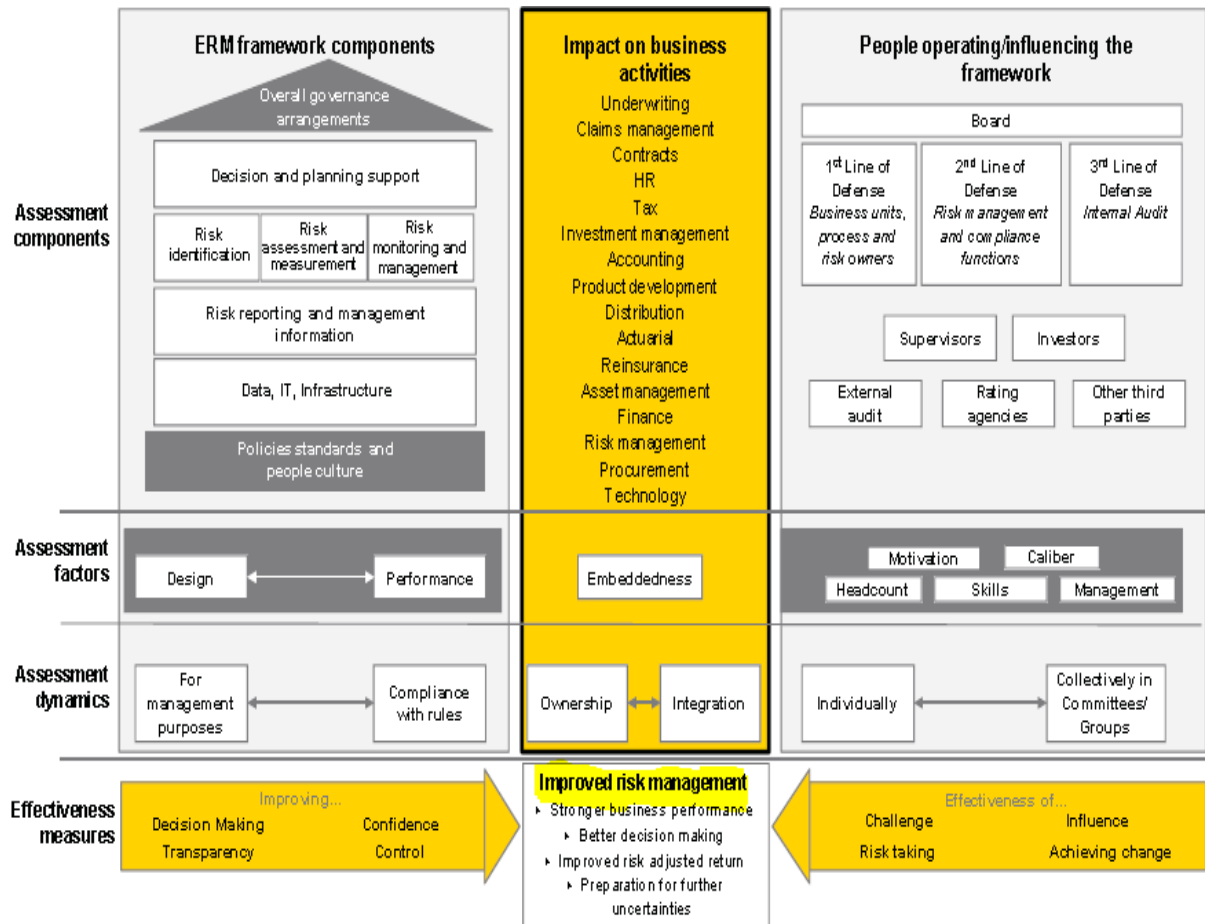 ERM framework components
Overall governance
arrangements
Decision and planning support
Risk
identification
Risk
assessment and
measurement
Risk
monitoring and
management
Risk reporting and management
information
Data, IT, Infrastructure
Policies standards and
people culture
Impact on business
activities
Underwriting
Claims management
Contracts
HR
Tax
Investment management
Accounting
Product development
Distribution
Actuarial
Reinsurance
Asset management
Finance
Risk management
Procurement
Technology
People operating/influencing the
framework
Board
1st Line of
Defense
Business units,
process and
risk owners
2nd Line of
Defense
Risk management
and compliance
functions
3rd Line of
Defense
Internal Audit
Supervisors
Investors
External
audit
Rating
agencies
Other third
parties
Assessment
components
Assessment
factors
Design
Performance
Embeddedness
Motivation
Caliber
Headcount
Skills
Management
Assessment
dynamics
For
management
purposes
Compliance
with rules
Ownership
Integration
Individually
Collectively in
Committees/
Groups
Effectiveness
measures
Improving...
Decision Making
Confidence
Transparency
Control
Improved risk management
‣ Stronger business performance
‣ Better decision making
‣ Improved risk adjusted return
‣ Preparation for further
uncertainties
Effectiveness of...
Challenge
Influence
Risk taking
Achieving change